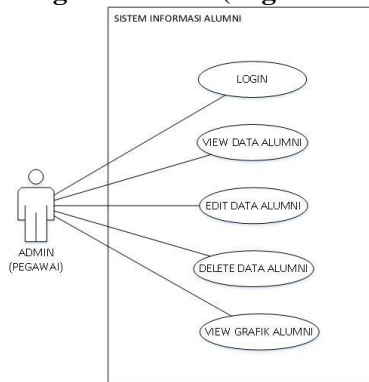 SISTEM INFORMASI ALUMNI
LOGIN
VIEW DATA ALUMNI
EDIT DATA ALUMNI
ADMIN
(PEGAWAI)
DELETE DATA ALUMNI
VIEW GRAFIK ALUMNI